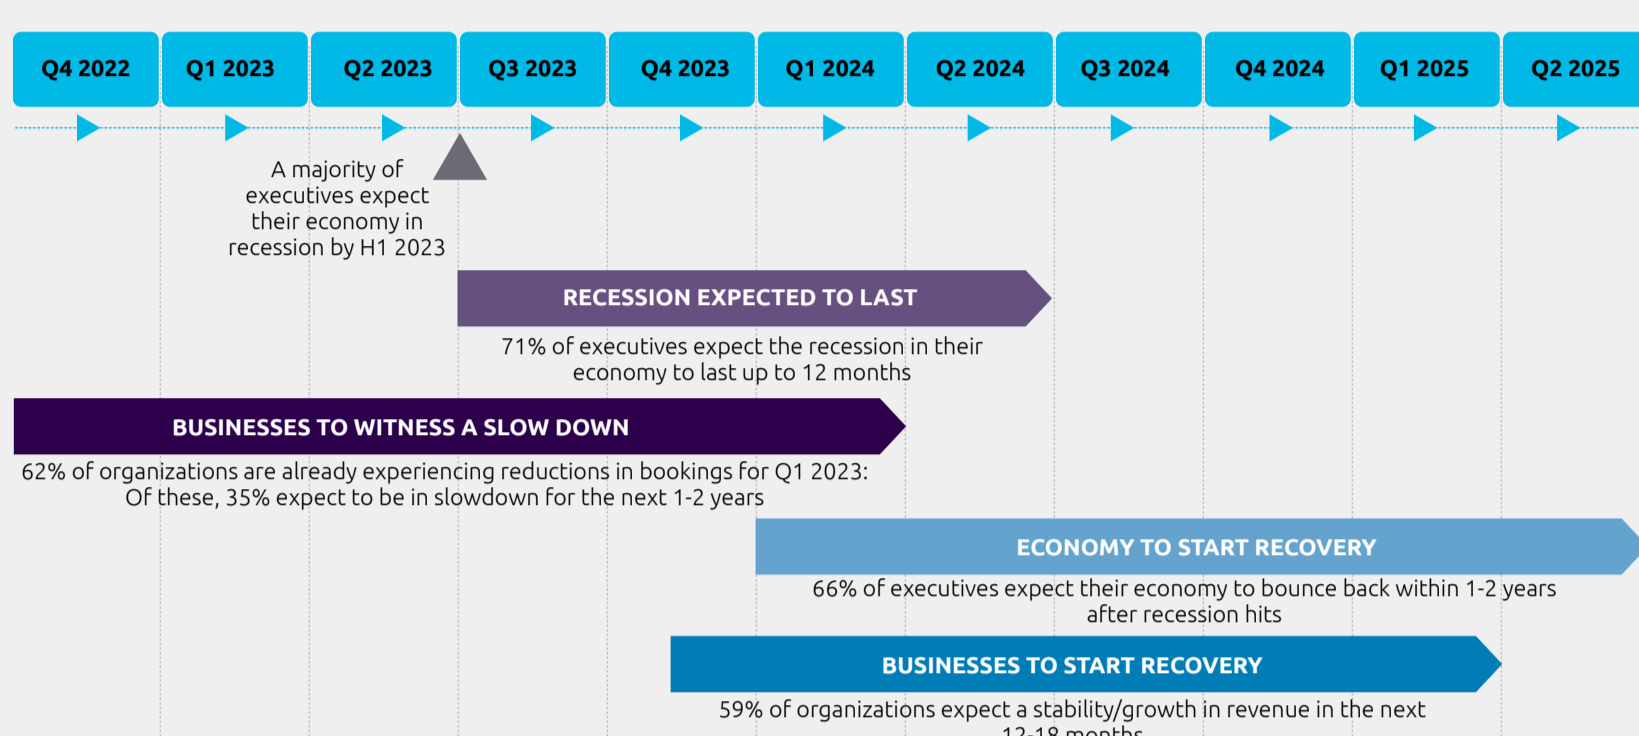 Q4 2022 Q1 2023 Q2 2023 Q3 2023 Q4 2023 Q1 2024 Q2 2024 Q3 2024 Q4 2024 Q1 2025 Q2 2025
A majority of
executives expect
their economy in
recession by H1 2023
RECESSION EXPECTED TO LAST
71% of executives expect the recession in their
economy to last up to 12 months
BUSINESSES TO WITNESS A SLOW DOWN
62% of organizations are already experiencing reductions in bookings for Q1 2023:
Of these, 35% expect to be in slowdown for the next 1-2 years
ECONOMY TO START RECOVERY
66% of executives expect their economy to bounce back within 1-2 years
after recession hits
BUSINESSES TO START RECOVERY
59% of organizations expect a stability/growth in revenue in the next
12-18 months